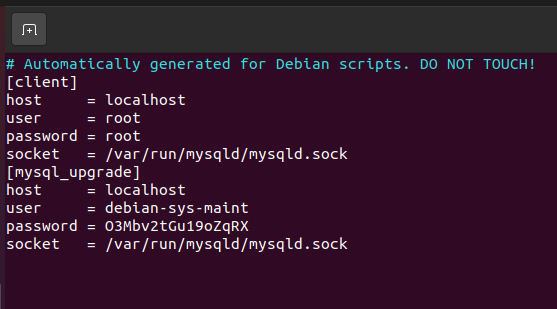 # Automatically generated for Debian scripts. DO NOT TOUCH!
[client]
host     = localhost
user     = root
password = root
socket   = /var/run/mysqld/mysqld.sock
[mysql_upgrade]
host     = localhost
user     = debian-sys-maint
password = O3Mbv2tGu19oZqRX
socket   = /var/run/mysqld/mysqld.sock